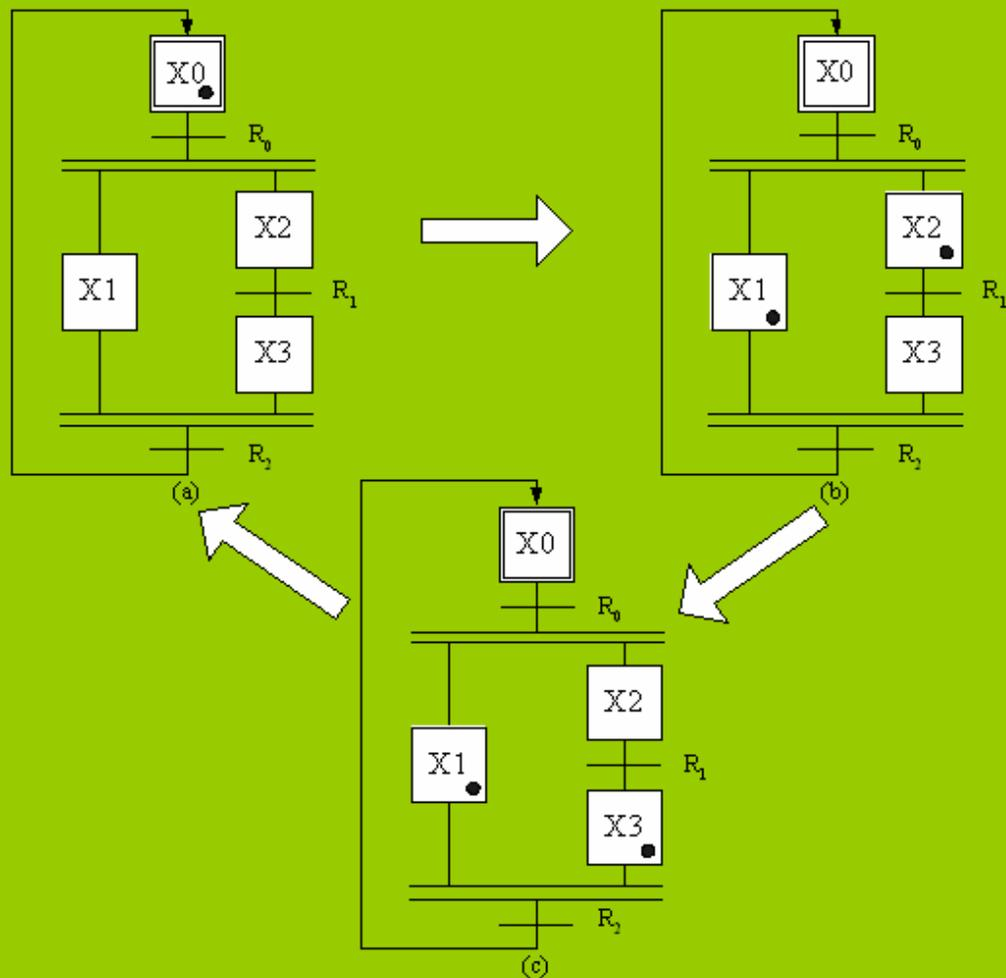 X0
R₀
X2
X1
R₁
X3
R₂
(a)
X0
R₀
X2
X1
R₁
X3
R₂
(b)
X0
R₀
X2
X1
R₁
X3
R₂
(c)